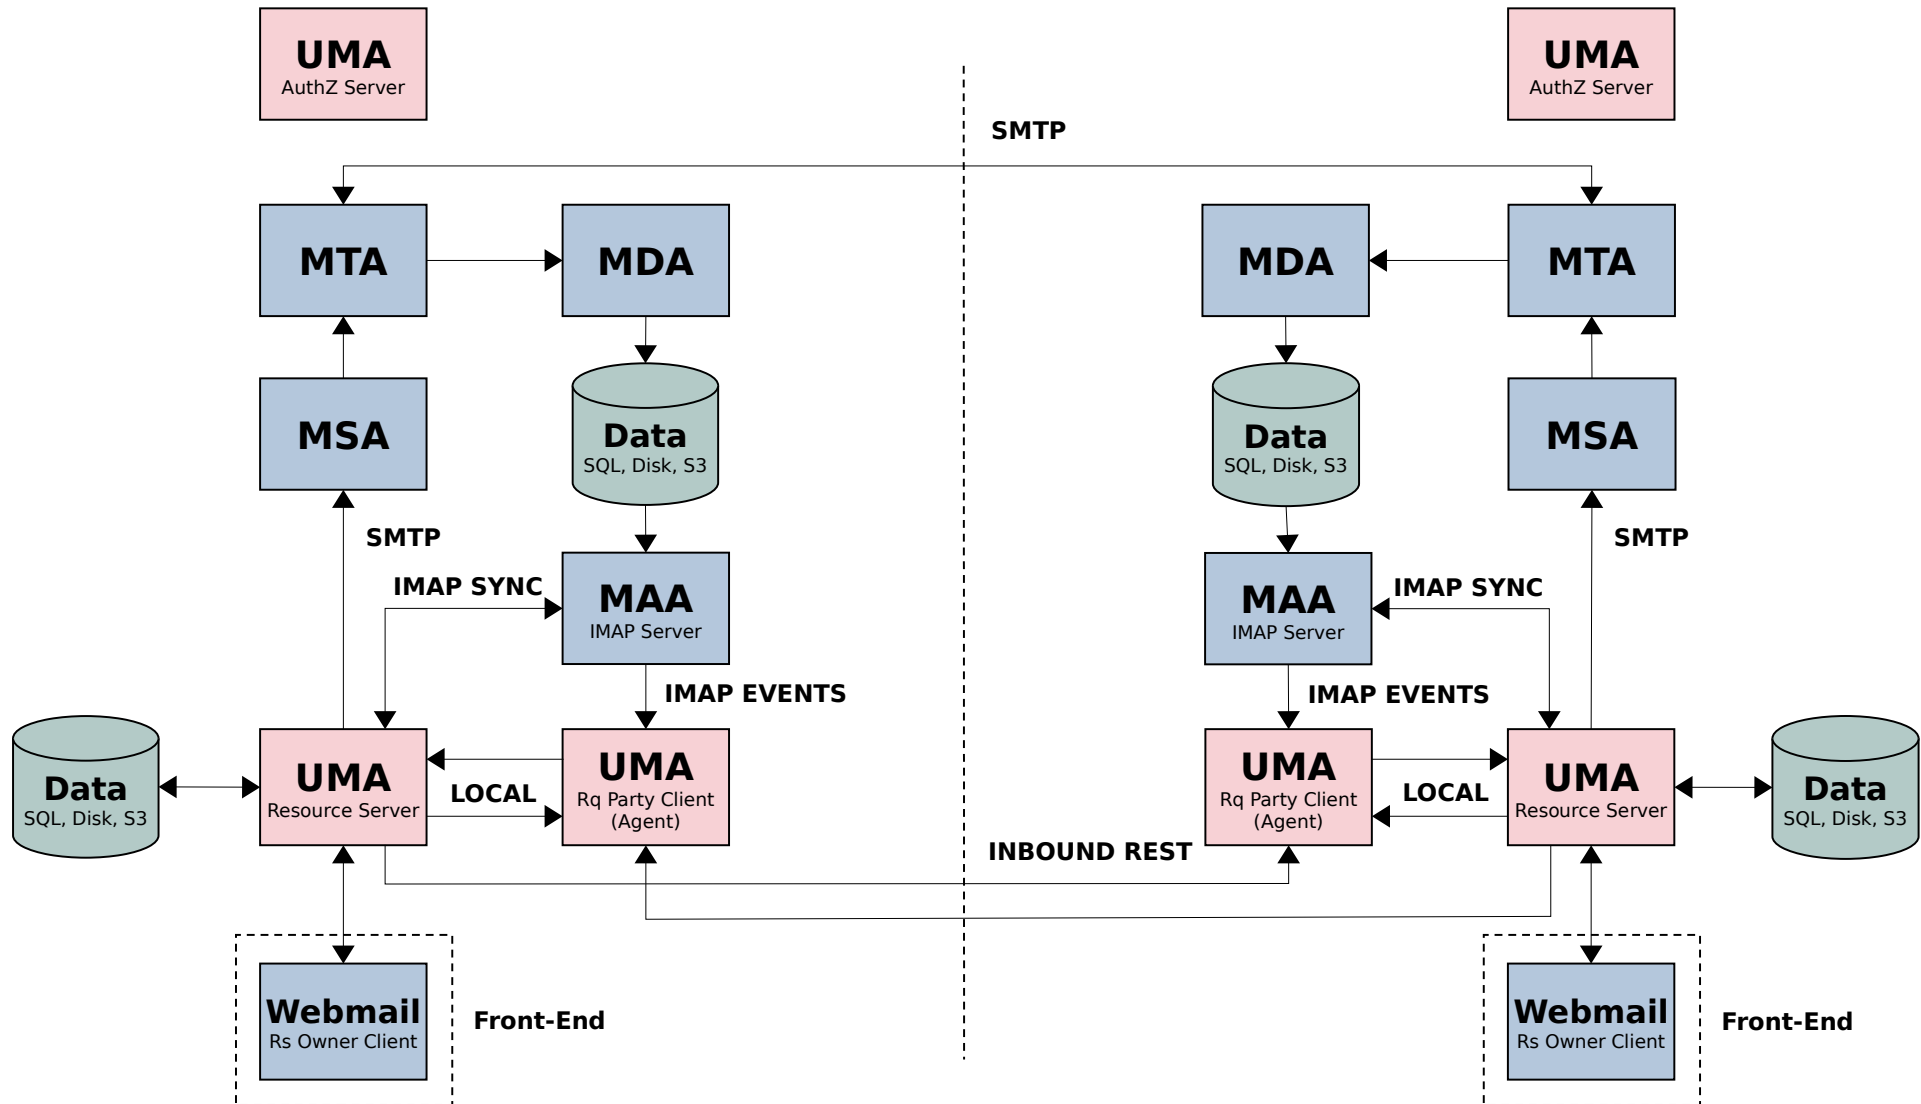 UMA
AuthZ Server
UMA
AuthZ Server
SMTP
MTA
MDA
MDA
MTA
MSA
Data
SQL, Disk, S3
Data
SQL, Disk, S3
MSA
SMTP
SMTP
IMAP SYNC
MAA
IMAP Server
MAA
IMAP Server
IMAP SYNC
IMAP EVENTS
IMAP EVENTS
Data
SQL, Disk, S3
UMA
Resource Server
LOCAL
UMA
Rq Party Client
(Agent)
UMA
Rq Party Client
(Agent)
LOCAL
UMA
Resource Server
Data
SQL, Disk, S3
INBOUND REST
Webmail
Rs Owner Client
Front-End
Webmail
Rs Owner Client
Front-End